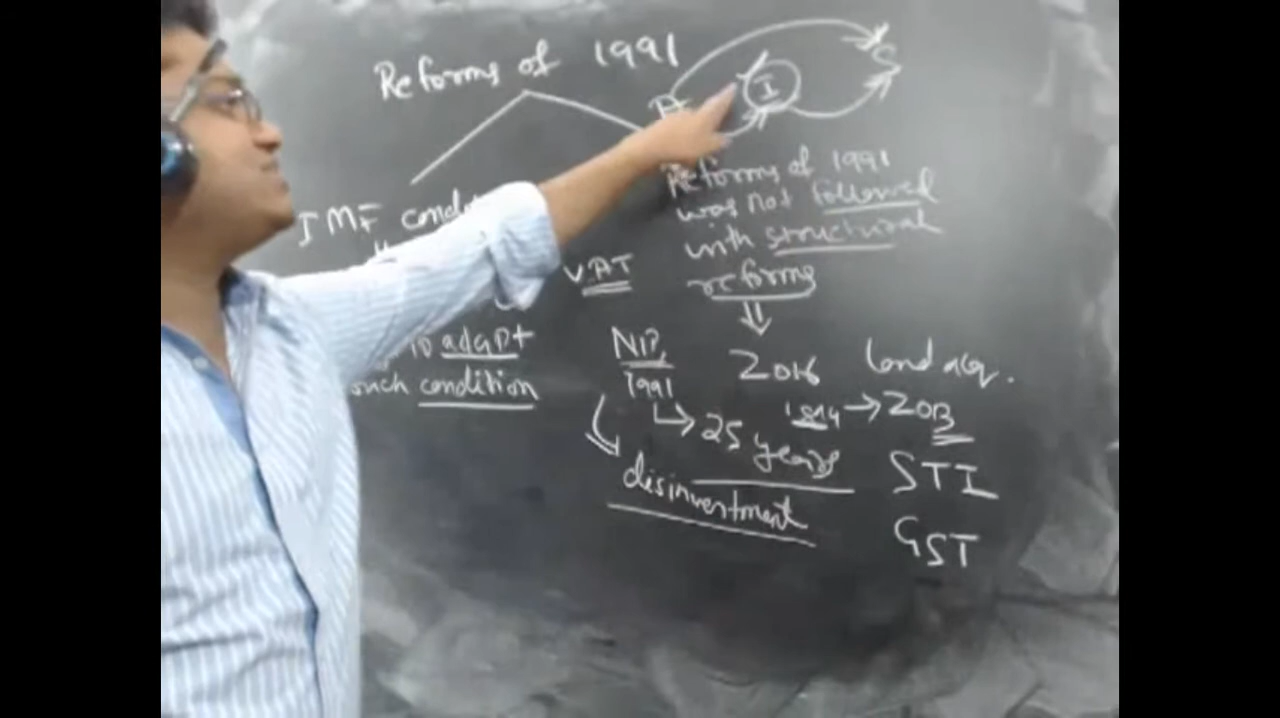 Reforms of 1991
A I S
IMF condit
Reforms of 1991
was not followed
with structural
reforms
VAT
to adapt
such condition
NIP,
1991
25 years
disinvestment
2016
Land acq.
1894 → 2013
STI
GST